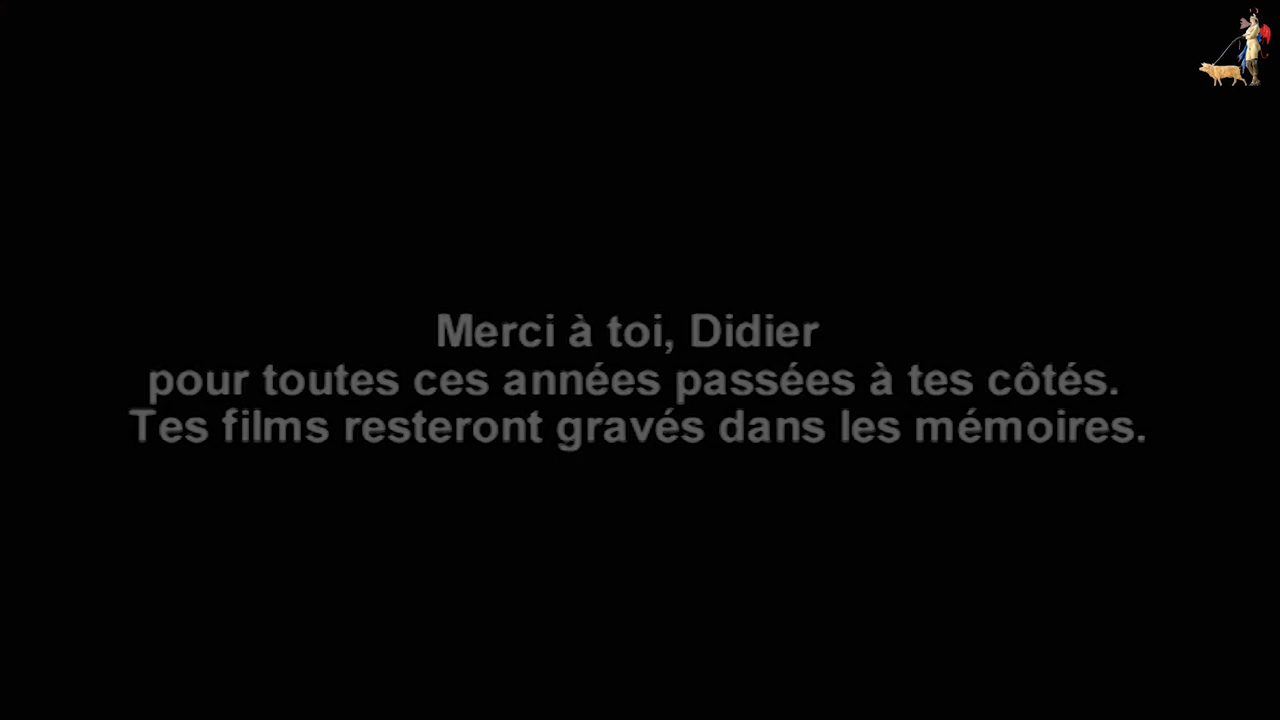 Merci à toi, Didier
pour toutes ces années passées à tes côtés.
Tes films resteront gravés dans les mémoires.